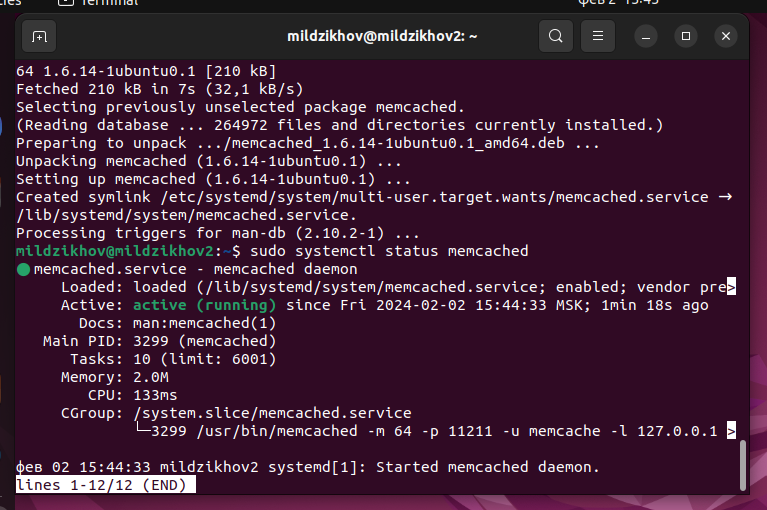 Terminal
mildzikhov@mildzikhov2: ~
64 1.6.14-1ubuntu0.1 [210 kB]
Fetched 210 kB in 7s (32,1 kB/s)
Selecting previously unselected package memcached.
(Reading database ... 264972 files and directories currently installed.)
Preparing to unpack .../memcached_1.6.14-1ubuntu0.1_amd64.deb ...
Unpacking memcached (1.6.14-1ubuntu0.1) ...
Setting up memcached (1.6.14-1ubuntu0.1) ...
Created symlink /etc/systemd/system/multi-user.target.wants/memcached.service →
/lib/systemd/system/memcached.service.
Processing triggers for man-db (2.10.2-1) ...
mildzikhov@mildzikhov2:~$ sudo systemctl status memcached
● memcached.service - memcached daemon
Loaded: loaded (/lib/systemd/system/memcached.service; enabled; vendor pre>
Active: active (running) since Fri 2024-02-02 15:44:33 MSK; 1min 18s ago
Docs: man:memcached(1)
Main PID: 3299 (memcached)
Tasks: 10 (limit: 6001)
Memory: 2.0M
CPU: 133ms
CGroup: /system.slice/memcached.service
└─3299 /usr/bin/memcached -m 64 -p 11211 -u memcache -l 127.0.0.1 >
фев 02 15:44:33 mildzikhov2 systemd[1]: Started memcached daemon.
lines 1-12/12 (END)